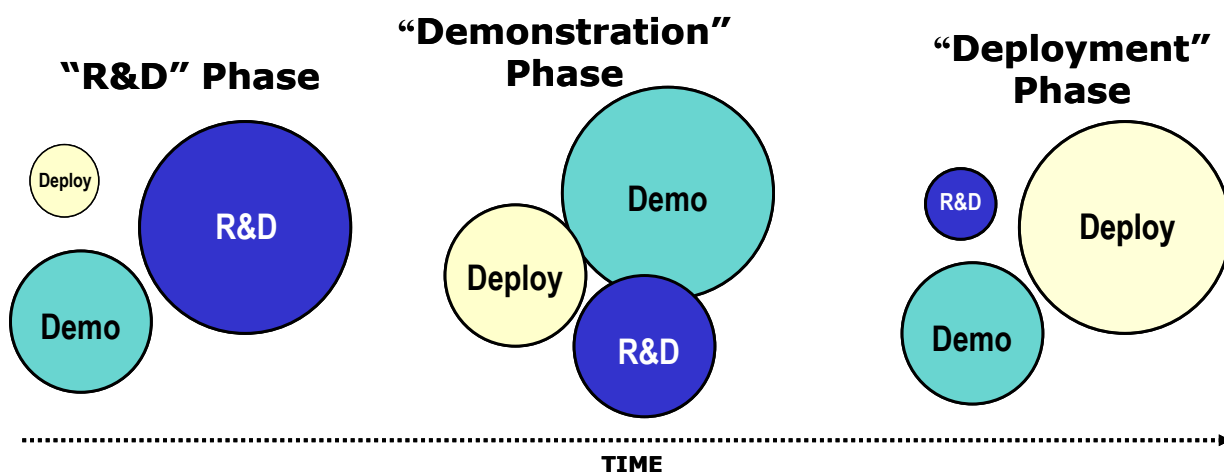 “R&D” Phase
Deploy
R&D
Demo
“Demonstration”
Phase
Demo
Deploy
R&D
“Deployment”
Phase
R&D
Deploy
Demo
TIME